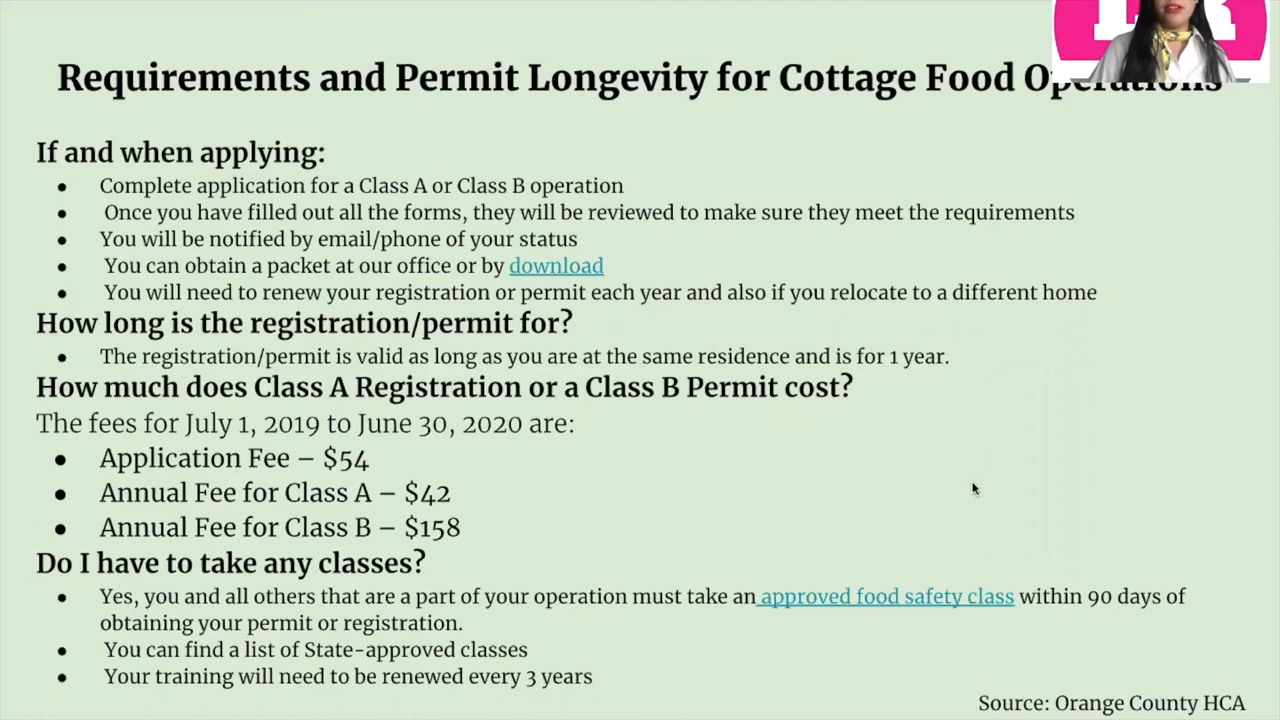 Requirements and Permit Longevity for Cottage Food Operations
If and when applying:
● Complete application for a Class A or Class B operation
● Once you have filled out all the forms, they will be reviewed to make sure they meet the requirements
● You will be notified by email/phone of your status
● You can obtain a packet at our office or by download
● You will need to renew your registration or permit each year and also if you relocate to a different home
How long is the registration/permit for?
● The registration/permit is valid as long as you are at the same residence and is for 1 year.
How much does Class A Registration or a Class B Permit cost?
The fees for July 1, 2019 to June 30, 2020 are:
● Application Fee – $54
● Annual Fee for Class A – $42
● Annual Fee for Class B – $158
Do I have to take any classes?
● Yes, you and all others that are a part of your operation must take an approved food safety class within 90 days of
obtaining your permit or registration.
● You can find a list of State-approved classes
● Your training will need to be renewed every 3 years
Source: Orange County HCA